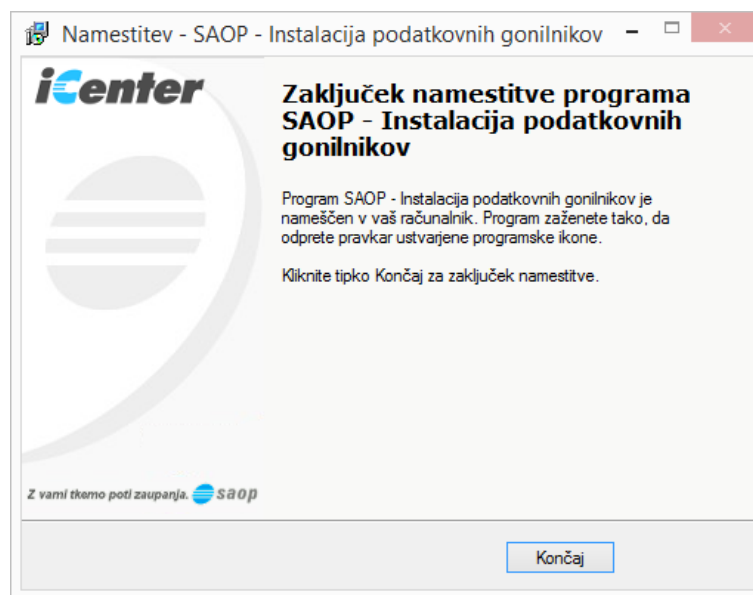 Namestitev - SAOP - Instalacija podatkovnih gonilnikov
iCenter
Zaključek namestitve programa
SAOP - Instalacija podatkovnih
gonilnikov
Program SAOP - Instalacija podatkovnih gonilnikov je
nameščen v vaš računalnik. Program zaženete tako, da
odprete pravkar ustvarjene programske ikone.
Kliknite tipko Končaj za zaključek namestitve.
Z vami tkemo poti zaupanja. saop
Končaj